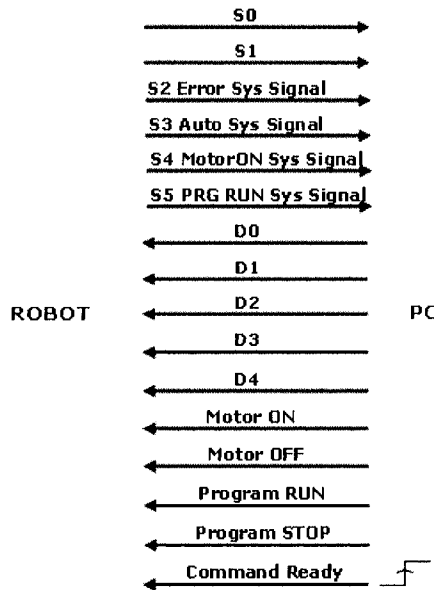 S0
S1
S2 Error Sys Signal
S3 Auto Sys Signal
S4 MotorON Sys Signal
S5 PRG RUN Sys Signal
D0
D1
ROBOT D2 PC
D3
D4
Motor ON
Motor OFF
Program RUN
Program STOP
Command Ready